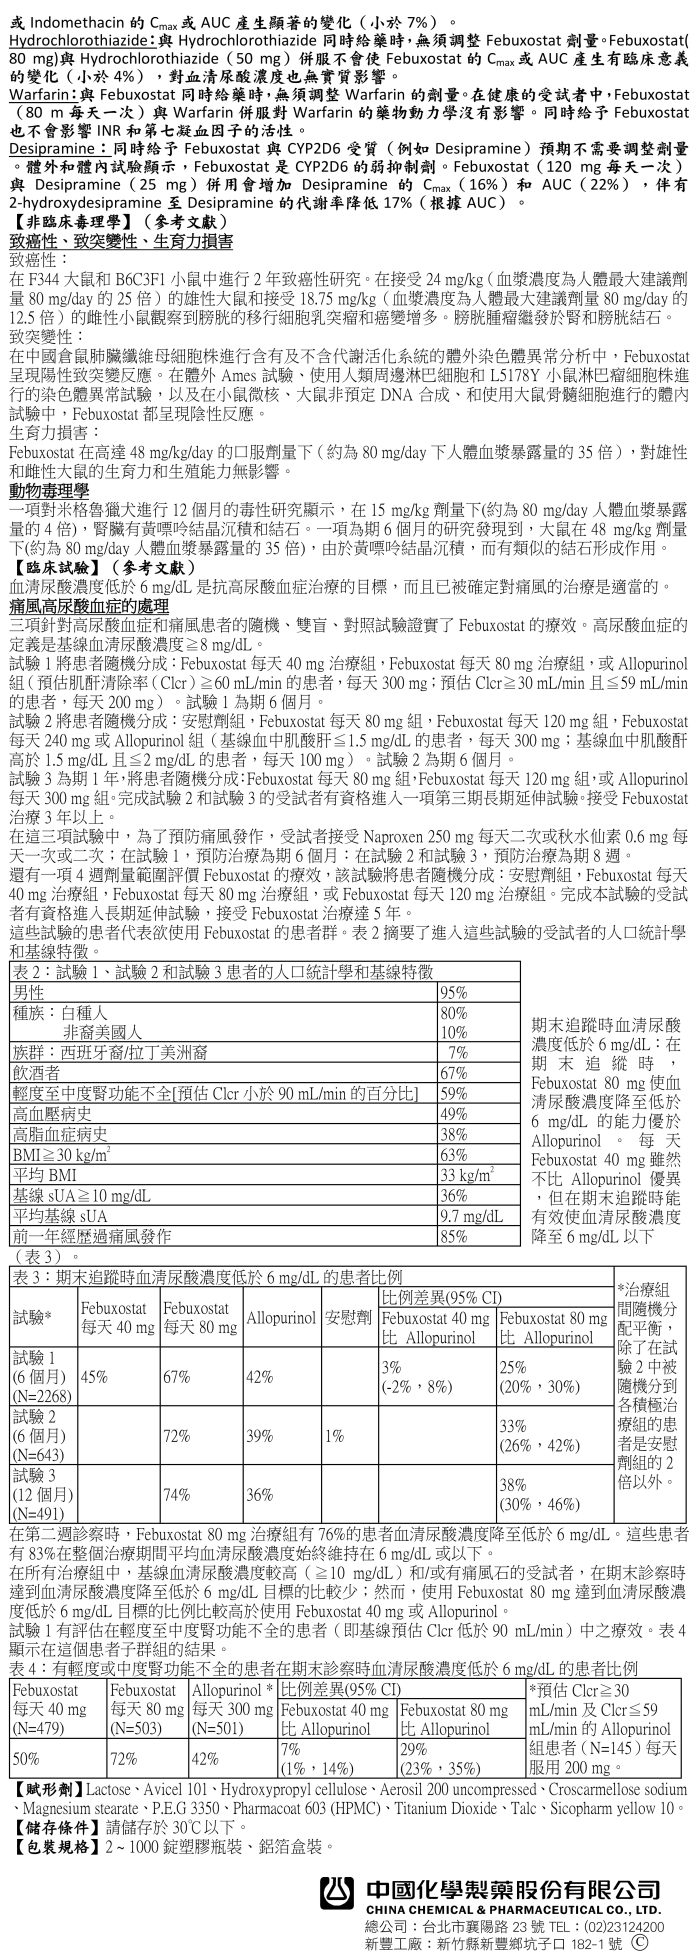 或 Indomethacin 的 Cmax 或 AUC 產生顯著的變化（小於 7%）。
Hydrochlorothiazide：與 Hydrochlorothiazide 同時給藥時，無須調整 Febuxostat 劑量。Febuxostat(
80 mg)與 Hydrochlorothiazide（50 mg）併服不會使 Febuxostat 的 Cmax 或 AUC 產生有臨床意義
的變化（小於 4%），對血清尿酸濃度也無實質影響。
Warfarin：與 Febuxostat 同時給藥時，無須調整 Warfarin 的劑量。在健康的受試者中，Febuxostat
（80 m 每天一次）與 Warfarin 併服對 Warfarin 的藥物動力學沒有影響。同時給予 Febuxostat
也不會影響 INR 和第七凝血因子的活性。
Desipramine：同時給予 Febuxostat 與 CYP2D6 受質（例如 Desipramine）預期不需要調整劑量
。體外和體內試驗顯示，Febuxostat 是 CYP2D6 的弱抑制劑。Febuxostat（120 mg 每天一次）
與 Desipramine（25 mg）併用會增加 Desipramine 的 Cmax（16%）和 AUC（22%），伴有
2-hydroxydesipramine 至 Desipramine 的代謝率降低 17%（根據 AUC）。
【非臨床毒理學】（參考文獻）
致癌性、致突變性、生育力損害
致癌性：
在 F344 大鼠和 B6C3F1 小鼠中進行 2 年致癌性研究。在接受 24 mg/kg（血漿濃度為人體最大建議劑
量 80 mg/day 的 25 倍）的雄性大鼠和接受 18.75 mg/kg（血漿濃度為人體最大建議劑量 80 mg/day 的
12.5 倍）的雌性小鼠觀察到膀胱的移行細胞乳突瘤和癌變增多。膀胱腫瘤繼發於腎和膀胱結石。
致突變性：
在中國倉鼠肺臟纖維母細胞株進行含有及不含代謝活化系統的體外染色體異常分析中，Febuxostat
呈現陽性致突變反應。在體外 Ames 試驗、使用人類周邊淋巴細胞和 L5178Y 小鼠淋巴瘤細胞株進
行的染色體異常試驗，以及在小鼠微核、大鼠非預定 DNA 合成、和使用大鼠骨髓細胞進行的體內
試驗中，Febuxostat 都呈現陰性反應。
生育力損害：
Febuxostat 在高達 48 mg/kg/day 的口服劑量下（約為 80 mg/day 下人體血漿暴露量的 35 倍），對雄性
和雌性大鼠的生育力和生殖能力無影響。
動物毒理學
一項對米格魯獵犬進行 12 個月的毒性研究顯示，在 15 mg/kg 劑量下(約為 80 mg/day 人體血漿暴露
量的 4 倍)，腎臟有黃嘌呤結晶沉積和結石。一項為期 6 個月的研究發現到，大鼠在 48 mg/kg 劑量
下(約為 80 mg/day 人體血漿暴露量的 35 倍)，由於黃嘌呤結晶沉積，而有類似的結石形成作用。
【臨床試驗】（參考文獻）
血清尿酸濃度低於 6 mg/dL 是抗高尿酸血症治療的目標，而且已被確定對痛風的治療是適當的。
痛風高尿酸血症的處理
三項針對高尿酸血症和痛風患者的隨機、雙盲、對照試驗證實了 Febuxostat 的療效。高尿酸血症的
定義是基線血清尿酸濃度≧8 mg/dL。
試驗 1 將患者隨機分成：Febuxostat 每天 40 mg 治療組，Febuxostat 每天 80 mg 治療組，或 Allopurinol
組（預估肌酐清除率（Clcr）≧60 mL/min 的患者，每天 300 mg；預估 Clcr≧30 mL/min 且≦59 mL/min
的患者，每天 200 mg）。試驗 1 為期 6 個月。
試驗 2 將患者隨機分成：安慰劑組，Febuxostat 每天 80 mg 組，Febuxostat 每天 120 mg 組，Febuxostat
每天 240 mg 或 Allopurinol 組（基線血中肌酸肝≦1.5 mg/dL 的患者，每天 300 mg；基線血中肌酸酐
高於 1.5 mg/dL 且≦2 mg/dL 的患者，每天 100 mg）。試驗 2 為期 6 個月。
試驗 3 為期 1 年，將患者隨機分成：Febuxostat 每天 80 mg 組，Febuxostat 每天 120 mg 組，或 Allopurinol
每天 300 mg 組。完成試驗 2 和試驗 3 的受試者有資格進入一項第三期長期延伸試驗。接受 Febuxostat
治療 3 年以上。
在這三項試驗中，為了預防痛風發作，受試者接受 Naproxen 250 mg 每天二次或秋水仙素 0.6 mg 每
天一次或二次；在試驗 1，預防治療為期 6 個月：在試驗 2 和試驗 3，預防治療為期 8 週。
還有一項 4 週劑量範圍評價 Febuxostat 的療效，該試驗將患者隨機分成：安慰劑組，Febuxostat 每天
40 mg 治療組，Febuxostat 每天 80 mg 治療組，或 Febuxostat 每天 120 mg 治療組。完成本試驗的受試
者有資格進入長期延伸試驗，接受 Febuxostat 治療達 5 年。
這些試驗的患者代表欲使用 Febuxostat 的患者群。表 2 摘要了進入這些試驗的受試者的人口統計學
和基線特徵。
表 2：試驗 1、試驗 2 和試驗 3 患者的人口統計學和基線特徵
男性 95%
種族：白種人 80%
非裔美國人 10%
族群：西班牙裔/拉丁美洲裔 7%
飲酒者 67%
輕度至中度腎功能不全[預估 Clcr 小於 90 mL/min 的百分比] 59%
高血壓病史 49%
高脂血症病史 38%
BMI≧30 kg/m² 63%
平均 BMI 33 kg/m²
基線 sUA≧10 mg/dL 36%
平均基線 sUA 9.7 mg/dL
前一年經歷過痛風發作 85%
期末追蹤時血清尿酸
濃度低於 6 mg/dL：在
期末追縱時，
Febuxostat 80 mg 使血
清尿酸濃度降至低於
6 mg/dL 的能力優於
Allopurinol。每天
Febuxostat 40 mg 雖然
不比 Allopurinol 優異
，但在期末追蹤時能
有效使血清尿酸濃度
降至 6 mg/dL 以下
（表 3）。
表 3：期末追蹤時血清尿酸濃度低於 6 mg/dL 的患者比例
試驗* Febuxostat 每天 40 mg Febuxostat 每天 80 mg Allopurinol 安慰劑 比例差異(95% CI)
Febuxostat 40 mg 比 Allopurinol Febuxostat 80 mg 比 Allopurinol
試驗 1 (6 個月) (N=2268) 45% 67% 42% 3% (-2%，8%) 25% (20%，30%)
試驗 2 (6 個月) (N=643) 72% 39% 1% 33% (26%，42%)
試驗 3 (12 個月) (N=491) 74% 36% 38% (30%，46%)
*治療組
間隨機分
配平衡，
除了在試
驗 2 中被
隨機分到
各積極治
療組的患
者是安慰
劑組的 2
倍以外。
在第二週診察時，Febuxostat 80 mg 治療組有 76%的患者血清尿酸濃度降至低於 6 mg/dL。這些患者
有 83%在整個治療期間平均血清尿酸濃度始終維持在 6 mg/dL 或以下。
在所有治療組中，基線血清尿酸濃度較高（≧10 mg/dL）和/或有痛風石的受試者，在期末診察時
達到血清尿酸濃度降至低於 6 mg/dL 目標的比較少；然而，使用 Febuxostat 80 mg 達到血清尿酸濃
度低於 6 mg/dL 目標的比例比較高於使用 Febuxostat 40 mg 或 Allopurinol。
試驗 1 有評估在輕度至中度腎功能不全的患者（即基線預估 Clcr 低於 90 mL/min）中之療效。表 4
顯示在這個患者子群組的結果。
表 4：有輕度或中度腎功能不全的患者在期末診察時血清尿酸濃度低於 6 mg/dL 的患者比例
Febuxostat 每天 40 mg (N=479) Febuxostat 每天 80 mg (N=503) Allopurinol * 每天 300 mg (N=501) 比例差異(95% CI)
Febuxostat 40 mg 比 Allopurinol Febuxostat 80 mg 比 Allopurinol
50% 72% 42% 7% (1%，14%) 29% (23%，35%)
*預估 Clcr≧30
mL/min 及 Clcr≦59
mL/min 的 Allopurinol
組患者（N=145）每天
服用 200 mg。
【賦形劑】Lactose、Avicel 101、Hydroxypropyl cellulose、Aerosil 200 uncompressed、Croscarmellose sodium
、Magnesium stearate、P.E.G 3350、Pharmacoat 603 (HPMC)、Titanium Dioxide、Talc、Sicopharm yellow 10。
【儲存條件】請儲存於 30℃以下。
【包裝規格】2 ~ 1000 錠塑膠瓶裝、鋁箔盒裝。
中國化學製藥股份有限公司
CHINA CHEMICAL & PHARMACEUTICAL CO., LTD.
總公司：台北市襄陽路 23 號 TEL：(02)23124200
新豐工廠：新竹縣新豐鄉坑子口 182-1 號 Ⓒ